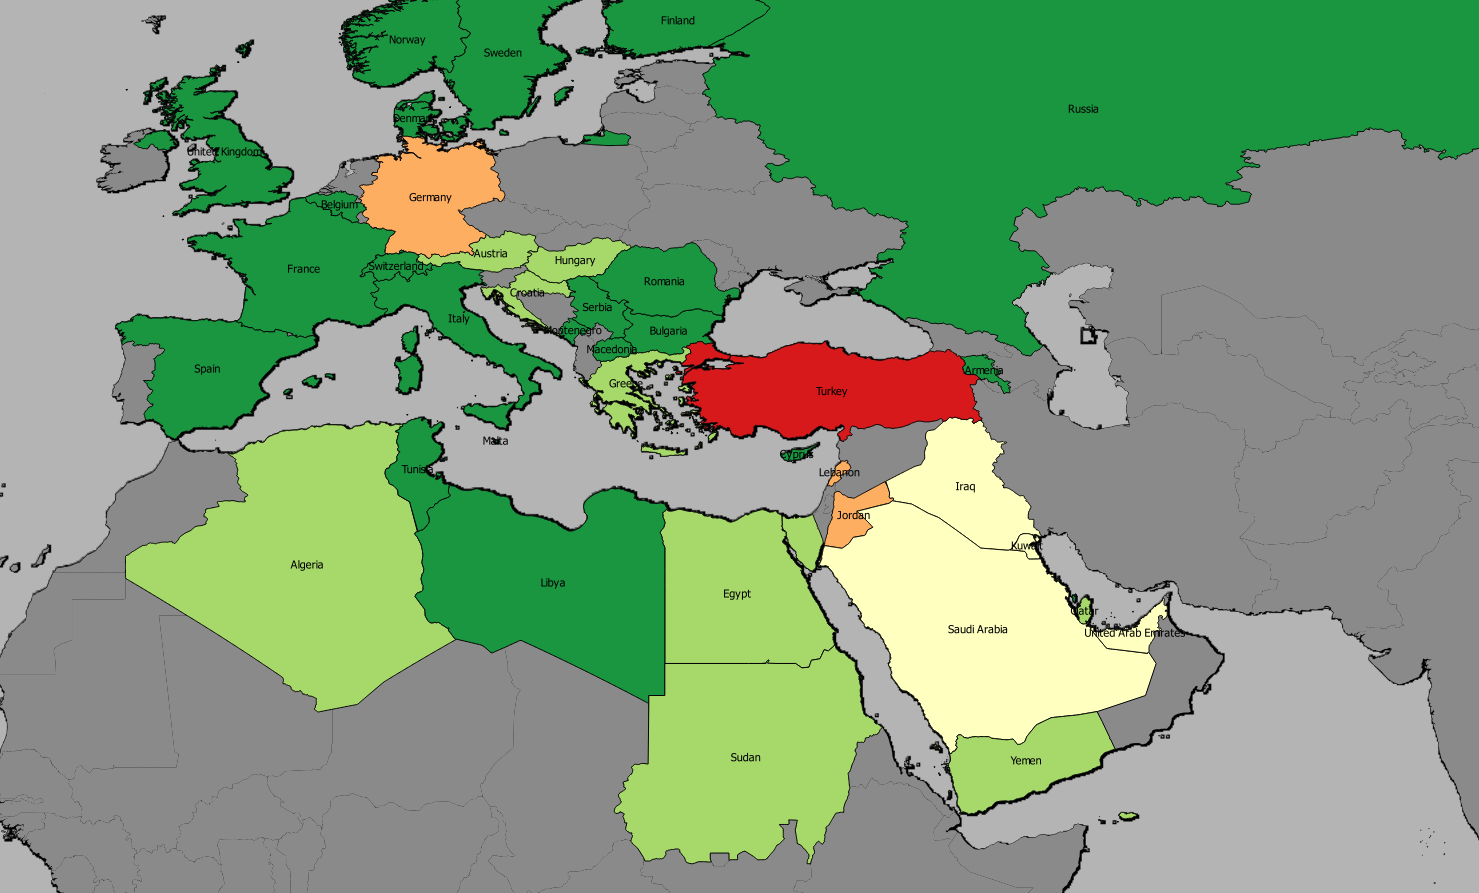 Finland
Norway
Sweden
Russia
Denmark
United Kingdom
Germany
Belgium
Austria
Hungary
Switzerland
France
Romania
Croatia
Serbia
Italy
Montenegro
Bulgaria
Macedonia
Spain
Armenia
Greece
Turkey
Malta
Cyprus
Tunisia
Lebanon
Iraq
Jordan
Kuwait
Algeria
Libya
Egypt
Qatar
Saudi Arabia
United Arab Emirates
Sudan
Yemen